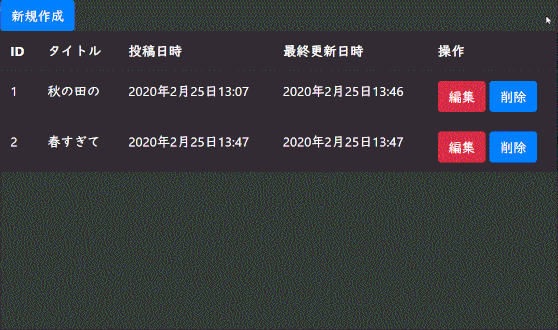 新規作成
ID タイトル 投稿日時 最終更新日時 操作
1 秋の田の 2020年2月25日13:07 2020年2月25日13:46 編集 削除
2 春すぎて 2020年2月25日13:47 2020年2月25日13:47 編集 削除